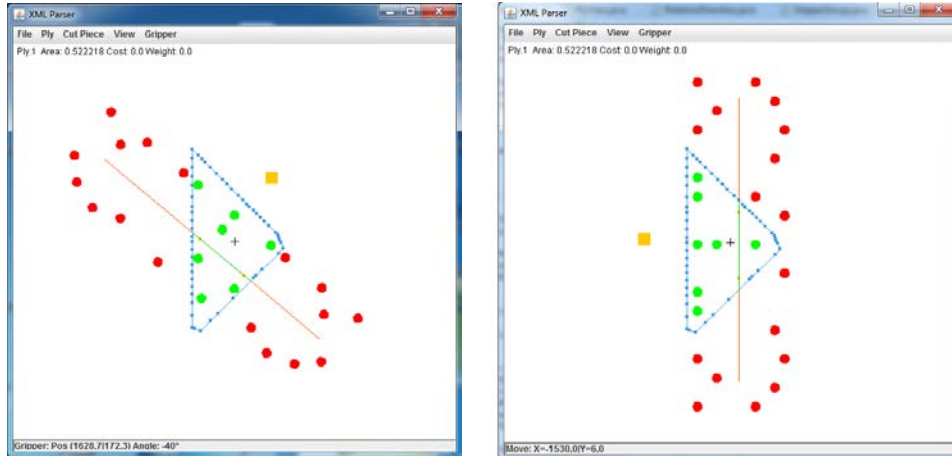 XML Parser
File Ply Cut Piece View Gripper
Ply.1 Area: 0.522218 Cost: 0.0 Weight: 0.0
Gripper: Pos (1628,7|172,3) Angle: -40°
XML Parser
File Ply Cut Piece View Gripper
Ply.1 Area: 0.522218 Cost: 0.0 Weight: 0.0
Move: X=-1530,0|Y=6,0